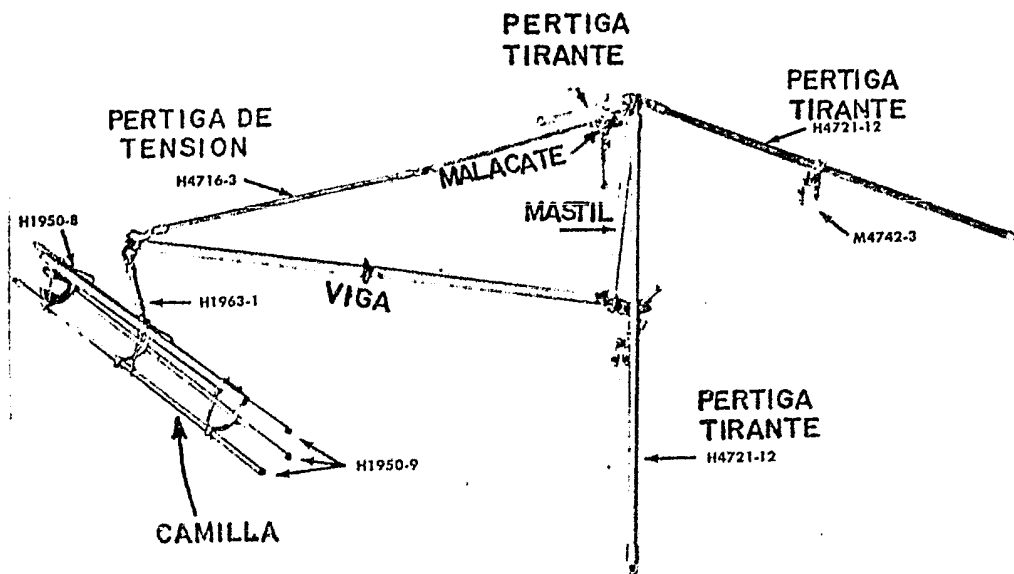 PERTIGA
TIRANTE
PERTIGA
TIRANTE
H4721-12
PERTIGA DE
TENSION
H4716-3
MALACATE
MASTIL
M4742-3
H1950-8
H1963-1
VIGA
PERTIGA
TIRANTE
H4721-12
H1950-9
CAMILLA